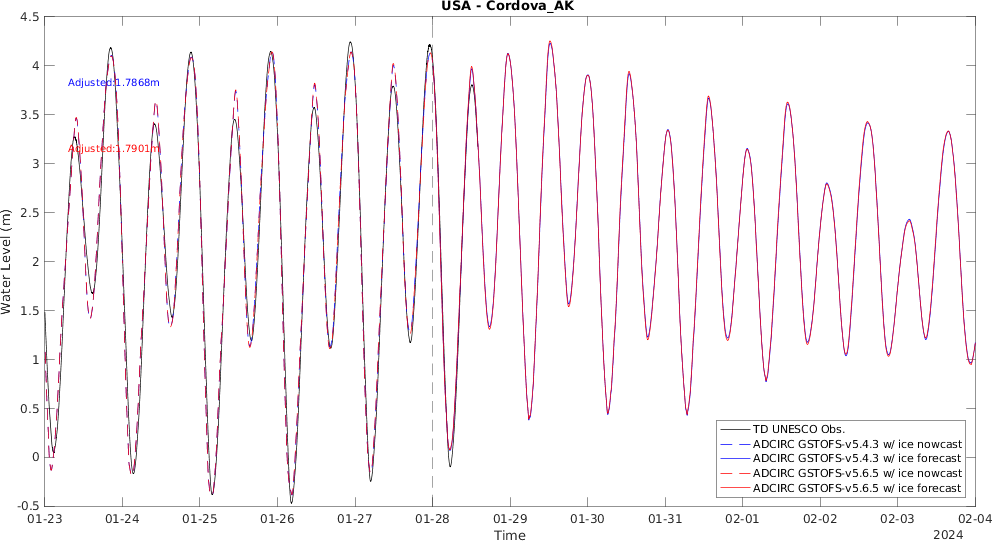 USA - Cordova_AK
4.5
4
3.5
3
2.5
2
1.5
1
0.5
0
-0.5
Water Level (m)
Adjusted:1.7868m
Adjusted:1.7901m
TD UNESCO Obs.
ADCIRC GSTOFS-v5.4.3 w/ ice nowcast
ADCIRC GSTOFS-v5.4.3 w/ ice forecast
ADCIRC GSTOFS-v5.6.5 w/ ice nowcast
ADCIRC GSTOFS-v5.6.5 w/ ice forecast
01-23 01-24 01-25 01-26 01-27 01-28 01-29 01-30 01-31 02-01 02-02 02-03 02-04
Time
2024